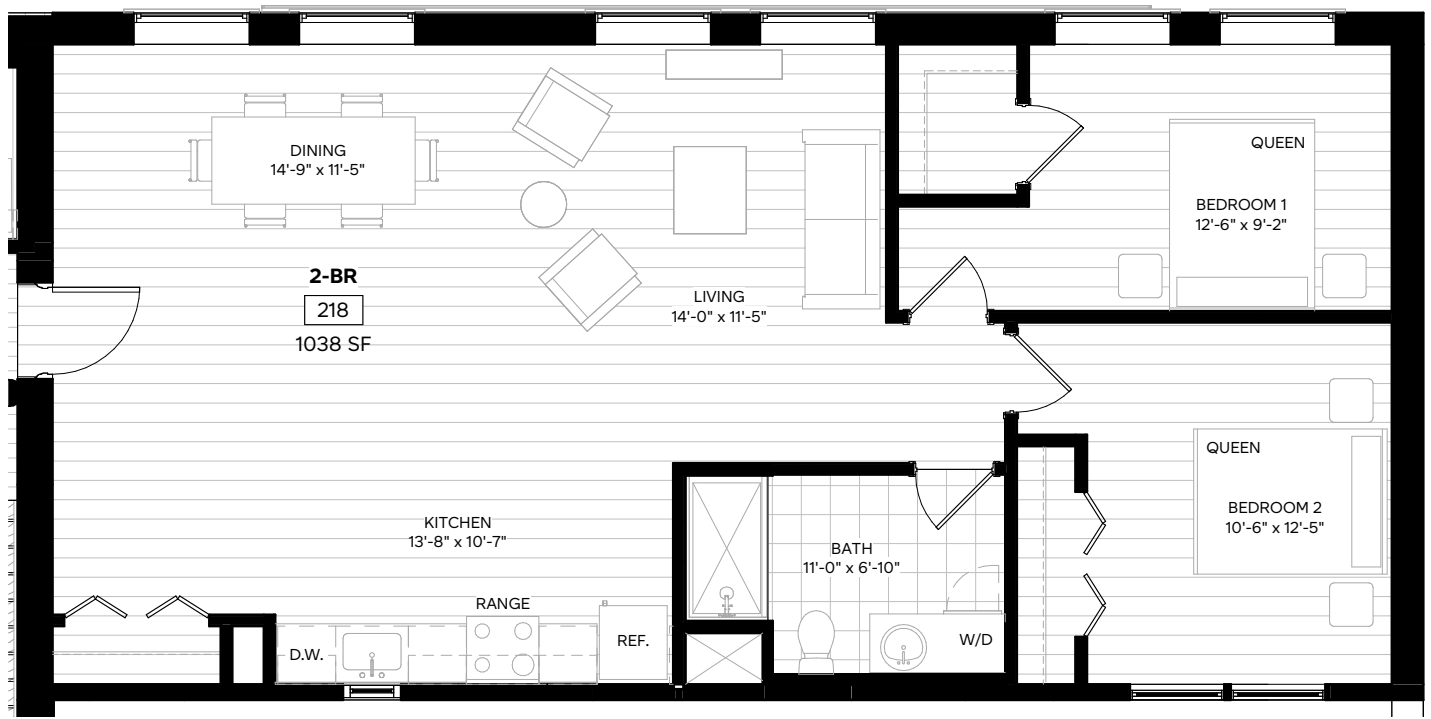 DINING
14'-9" x 11'-5"
QUEEN
BEDROOM 1
12'-6" x 9'-2"
2-BR
218
1038 SF
LIVING
14'-0" x 11'-5"
QUEEN
BEDROOM 2
10'-6" x 12'-5"
KITCHEN
13'-8" x 10'-7"
BATH
11'-0" x 6'-10"
RANGE
D.W.
REF.
W/D